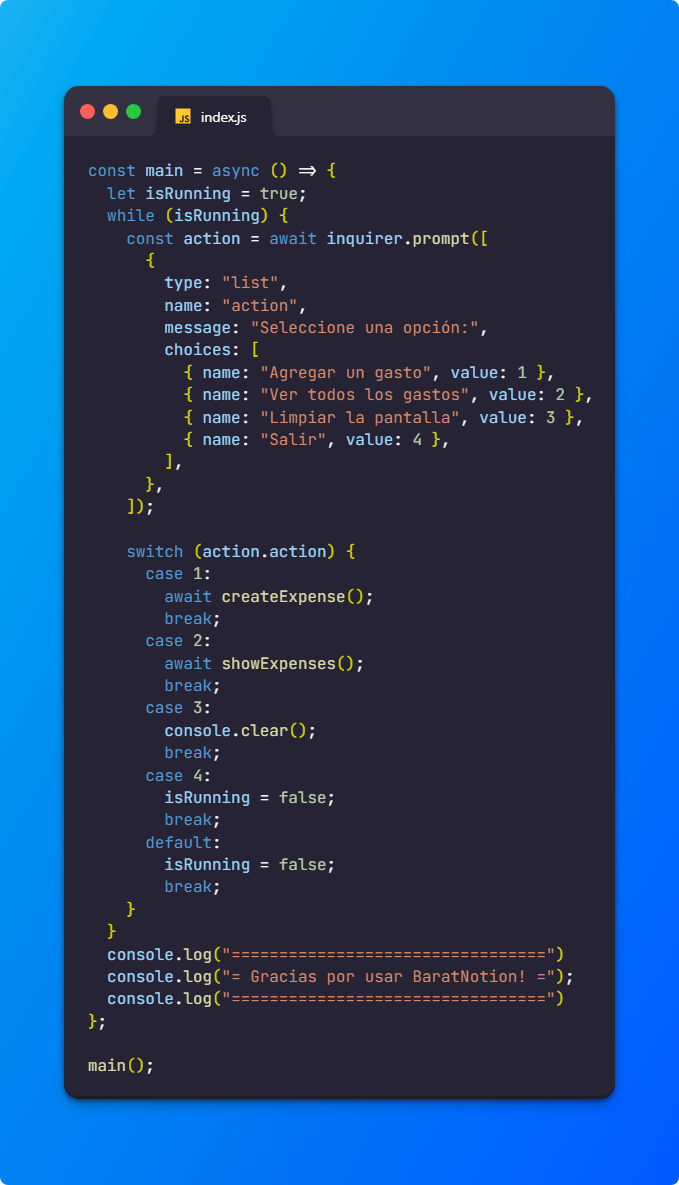 JS index.js
const main = async () => {
  let isRunning = true;
  while (isRunning) {
    const action = await inquirer.prompt([
      {
        type: "list",
        name: "action",
        message: "Seleccione una opción:",
        choices: [
          { name: "Agregar un gasto", value: 1 },
          { name: "Ver todos los gastos", value: 2 },
          { name: "Limpiar la pantalla", value: 3 },
          { name: "Salir", value: 4 },
        ],
      },
    ]);

    switch (action.action) {
      case 1:
        await createExpense();
        break;
      case 2:
        await showExpenses();
        break;
      case 3:
        console.clear();
        break;
      case 4:
        isRunning = false;
        break;
      default:
        isRunning = false;
        break;
    }
  }
  console.log("=================================")
  console.log("= Gracias por usar BaratNotion! =");
  console.log("=================================")
};

main();